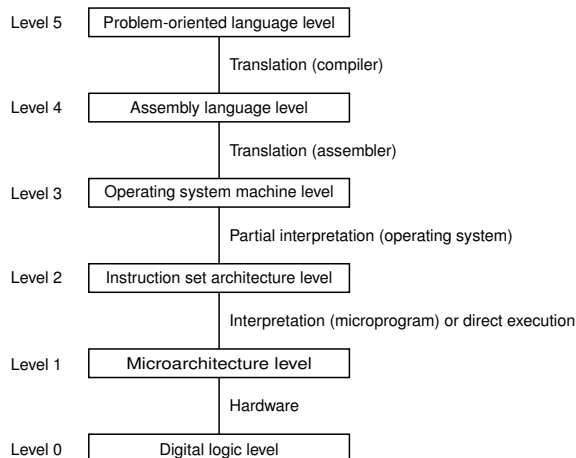 Level 5 Problem-oriented language level
Translation (compiler)
Level 4 Assembly language level
Translation (assembler)
Level 3 Operating system machine level
Partial interpretation (operating system)
Level 2 Instruction set architecture level
Interpretation (microprogram) or direct execution
Level 1 Microarchitecture level
Hardware
Level 0 Digital logic level